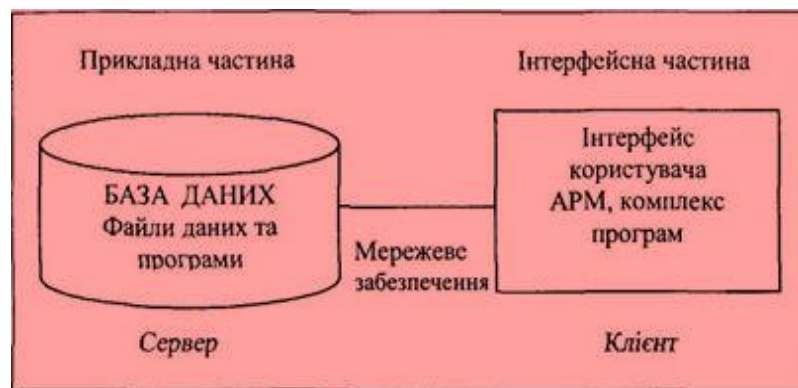 Прикладна частина
Інтерфейсна частина
БАЗА ДАНИХ
Файли даних та
програми
Мережеве
забезпечення
Інтерфейс
користувача
АРМ, комплекс
програм
Сервер
Клієнт